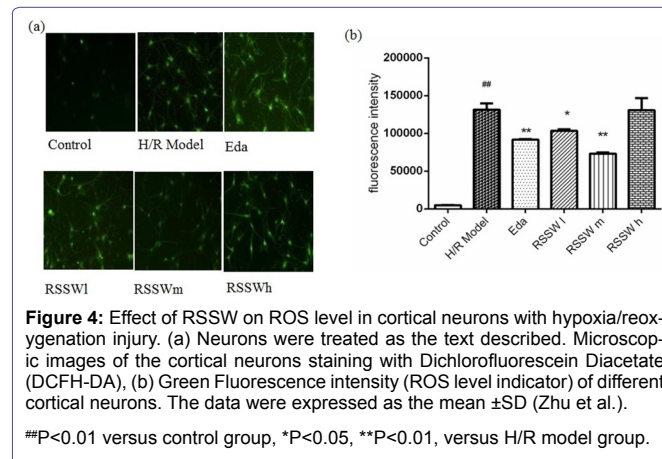 (a)
Control
H/R Model
Eda
RSSWl
RSSWm
RSSWh
(b)
fluorescence intensity
200000
150000
100000
50000
0
##
**
*
**
Control
H/R Model
Eda
RSSW l
RSSW m
RSSW h
Figure 4: Effect of RSSW on ROS level in cortical neurons with hypoxia/reox-
ygenation injury. (a) Neurons were treated as the text described. Microscop-
ic images of the cortical neurons staining with Dichlorofluorescein Diacetate
(DCFH-DA), (b) Green Fluorescence intensity (ROS level indicator) of different
cortical neurons. The data were expressed as the mean ±SD (Zhu et al.).
##P<0.01 versus control group, *P<0.05, **P<0.01, versus H/R model group.